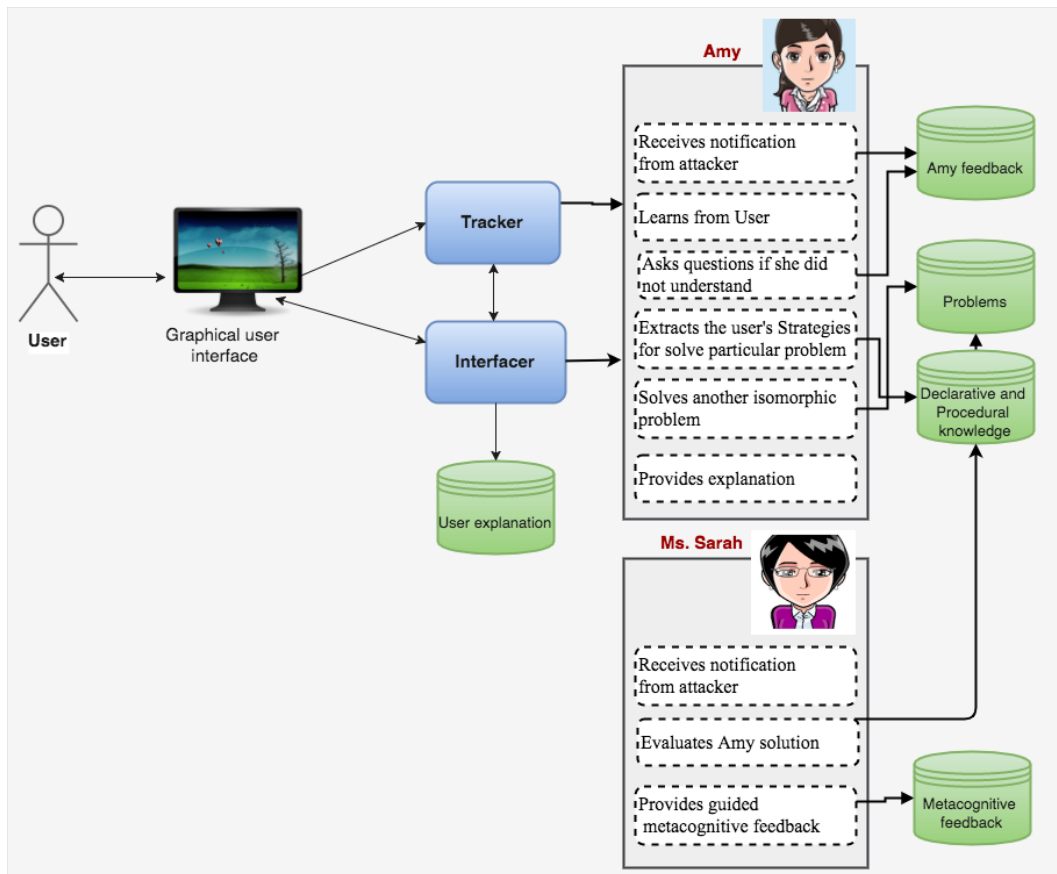 Amy
Receives notification
from attacker
Learns from User
Asks questions if she did
not understand
Extracts the user's Strategies
for solve particular problem
Solves another isomorphic
problem
Provides explanation
Amy feedback
Problems
Declarative and
Procedural
knowledge
Tracker
Interfacer
User
Graphical user
interface
User explanation
Ms. Sarah
Receives notification
from attacker
Evaluates Amy solution
Provides guided
metacognitive feedback
Metacognitive
feedback